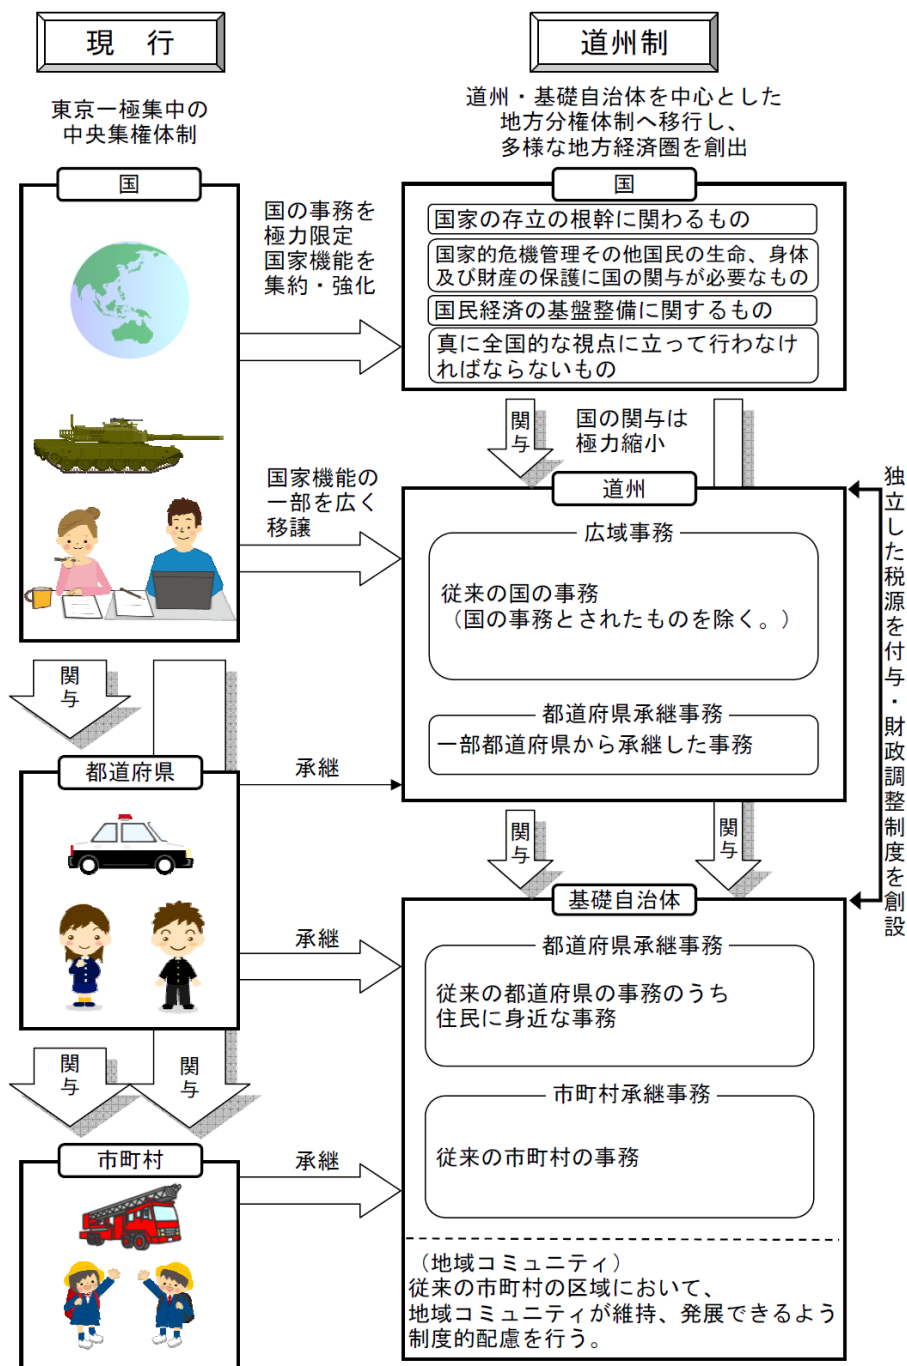 現 行
東京一極集中の
中央集権体制
国
国の事務を
極力限定
国家機能を
集約・強化
国家機能の
一部を広く
移譲
関与
都道府県
承継
承継
関与
関与
市町村
承継
道州制
道州・基礎自治体を中心とした
地方分権体制へ移行し、
多様な地方経済圏を創出
国
国家の存立の根幹に関わるもの
国家的危機管理その他国民の生命、身体
及び財産の保護に国の関与が必要なもの
国民経済の基盤整備に関するもの
真に全国的な視点に立って行わなけ
ればならないもの
関与
国の関与は
極力縮小
道州
広域事務
従来の国の事務
（国の事務とされたものを除く。）
都道府県承継事務
一部都道府県から承継した事務
関与
関与
基礎自治体
都道府県承継事務
従来の都道府県の事務のうち
住民に身近な事務
市町村承継事務
従来の市町村の事務
（地域コミュニティ）
従来の市町村の区域において、
地域コミュニティが維持、発展できるよう
制度的配慮を行う。
独立した税源を付与・財政調整制度を創設